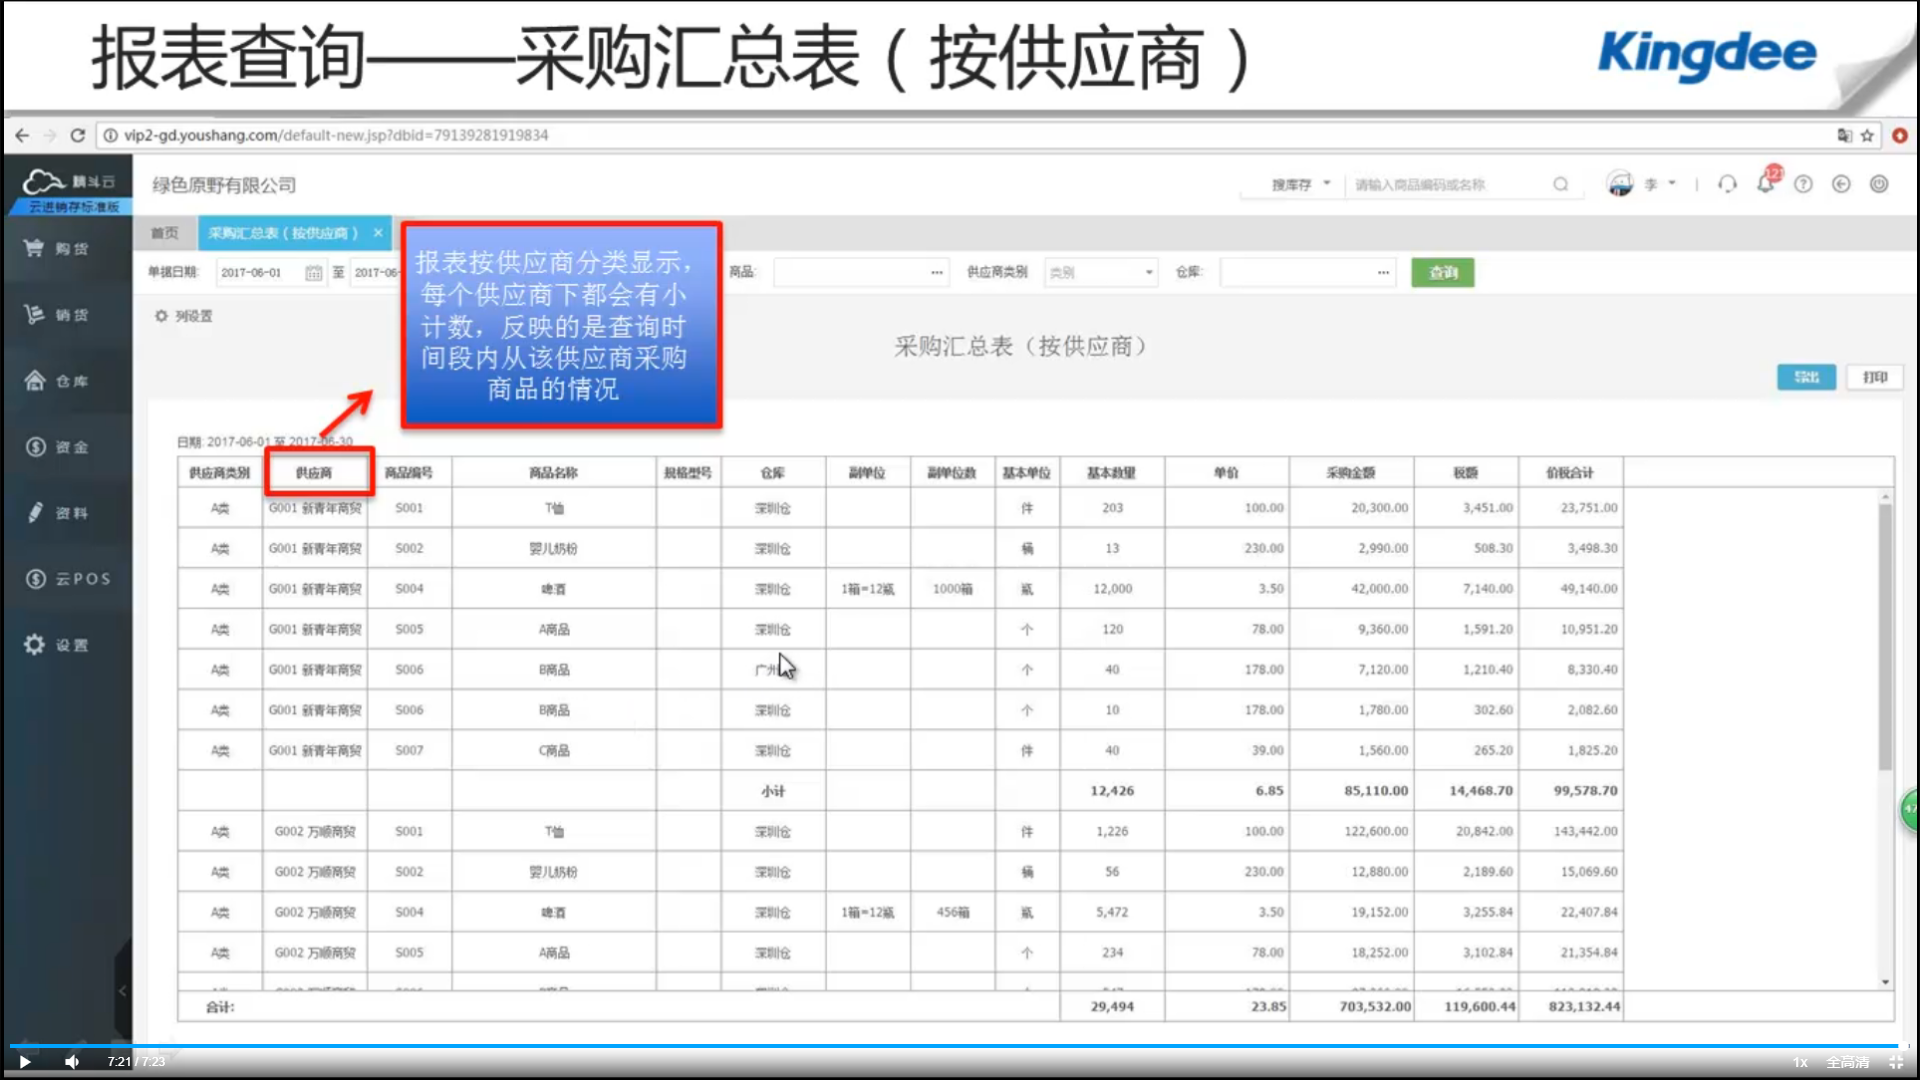 报表查询——采购汇总表（按供应商）
Kingdee
vip2-gd.youshang.com/default-new.jsp?dbid=79139281919834
精斗云
云进销存标准版
绿色原野有限公司
搜库存 请输入商品编码或名称
李
首页 采购汇总表（按供应商） ×
单据日期: 2017-06-01 至 2017-06- 商品: ... 供应商类别 类别 仓库: ... 查询
报表按供应商分类显示，
每个供应商下都会有小
计数，反映的是查询时
间段内从该供应商采购
商品的情况
购货
销货
仓库
资金
资料
云POS
设置
列设置
采购汇总表（按供应商）
导出 打印
日期: 2017-06-01 至 2017-06-30
供应商类别 供应商 商品编号 商品名称 规格型号 仓库 副单位 副单位数 基本单位 基本数量 单价 采购金额 税额 价税合计
A类 G001 新青年商贸 S001 T恤 深圳仓 件 203 100.00 20,300.00 3,451.00 23,751.00
A类 G001 新青年商贸 S002 婴儿奶粉 深圳仓 桶 13 230.00 2,990.00 508.30 3,498.30
A类 G001 新青年商贸 S004 啤酒 深圳仓 1箱=12瓶 1000箱 瓶 12,000 3.50 42,000.00 7,140.00 49,140.00
A类 G001 新青年商贸 S005 A商品 深圳仓 个 120 78.00 9,360.00 1,591.20 10,951.20
A类 G001 新青年商贸 S006 B商品 广州 个 40 178.00 7,120.00 1,210.40 8,330.40
A类 G001 新青年商贸 S006 B商品 深圳仓 个 10 178.00 1,780.00 302.60 2,082.60
A类 G001 新青年商贸 S007 C商品 深圳仓 件 40 39.00 1,560.00 265.20 1,825.20
小计 12,426 6.85 85,110.00 14,468.70 99,578.70
A类 G002 万顺商贸 S001 T恤 深圳仓 件 1,226 100.00 122,600.00 20,842.00 143,442.00
A类 G002 万顺商贸 S002 婴儿奶粉 深圳仓 桶 56 230.00 12,880.00 2,189.60 15,069.60
A类 G002 万顺商贸 S004 啤酒 深圳仓 1箱=12瓶 456箱 瓶 5,472 3.50 19,152.00 3,255.84 22,407.84
A类 G002 万顺商贸 S005 A商品 深圳仓 个 234 78.00 18,252.00 3,102.84 21,354.84
合计: 29,494 23.85 703,532.00 119,600.44 823,132.44
7:21 / 7:23 1x 全高清